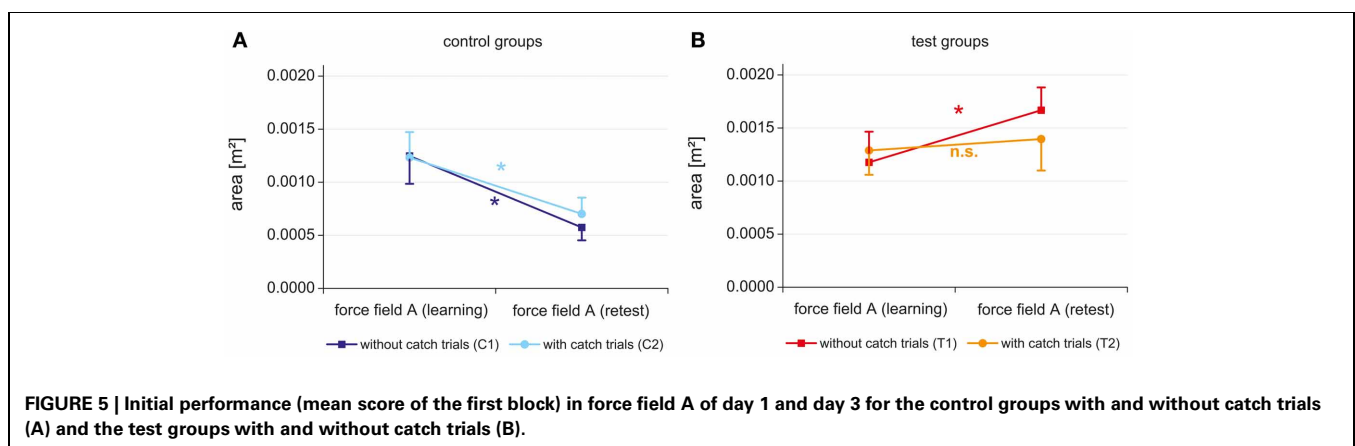 A
control groups
0.0020
0.0015
0.0010
0.0005
0.0000
area [m²]
*
*
force field A (learning) force field A (retest)
without catch trials (C1) with catch trials (C2)
B
test groups
0.0020
0.0015
0.0010
0.0005
0.0000
area [m²]
*
n.s.
force field A (learning) force field A (retest)
without catch trials (T1) with catch trials (T2)
FIGURE 5 | Initial performance (mean score of the first block) in force field A of day 1 and day 3 for the control groups with and without catch trials
(A) and the test groups with and without catch trials (B).